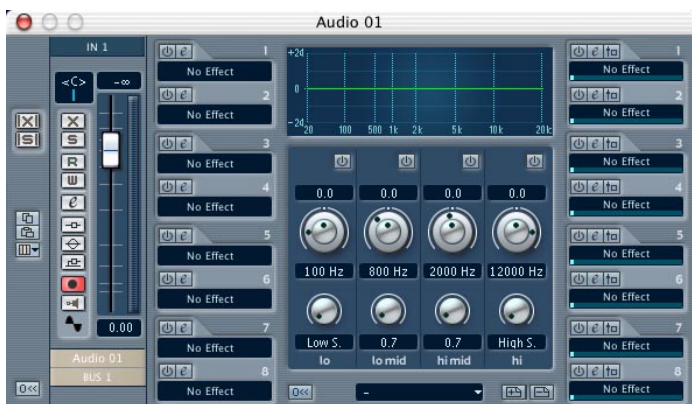 Audio 01
IN 1
<C>
-∞
X
S
X
S
R
W
e
0.00
Audio 01
BUS 1
0<<
e 1
No Effect
e 2
No Effect
e 3
No Effect
e 4
No Effect
e 5
No Effect
e 6
No Effect
e 7
No Effect
e 8
No Effect
+24
0
-24
20 100 500 1k 2k 5k 10k 20k
0.0 0.0 0.0 0.0
100 Hz 800 Hz 2000 Hz 12000 Hz
Low S. 0.7 0.7 High S.
lo lo mid hi mid hi
0<< -
e 1
No Effect
e 2
No Effect
e 3
No Effect
e 4
No Effect
e 5
No Effect
e 6
No Effect
e 7
No Effect
e 8
No Effect